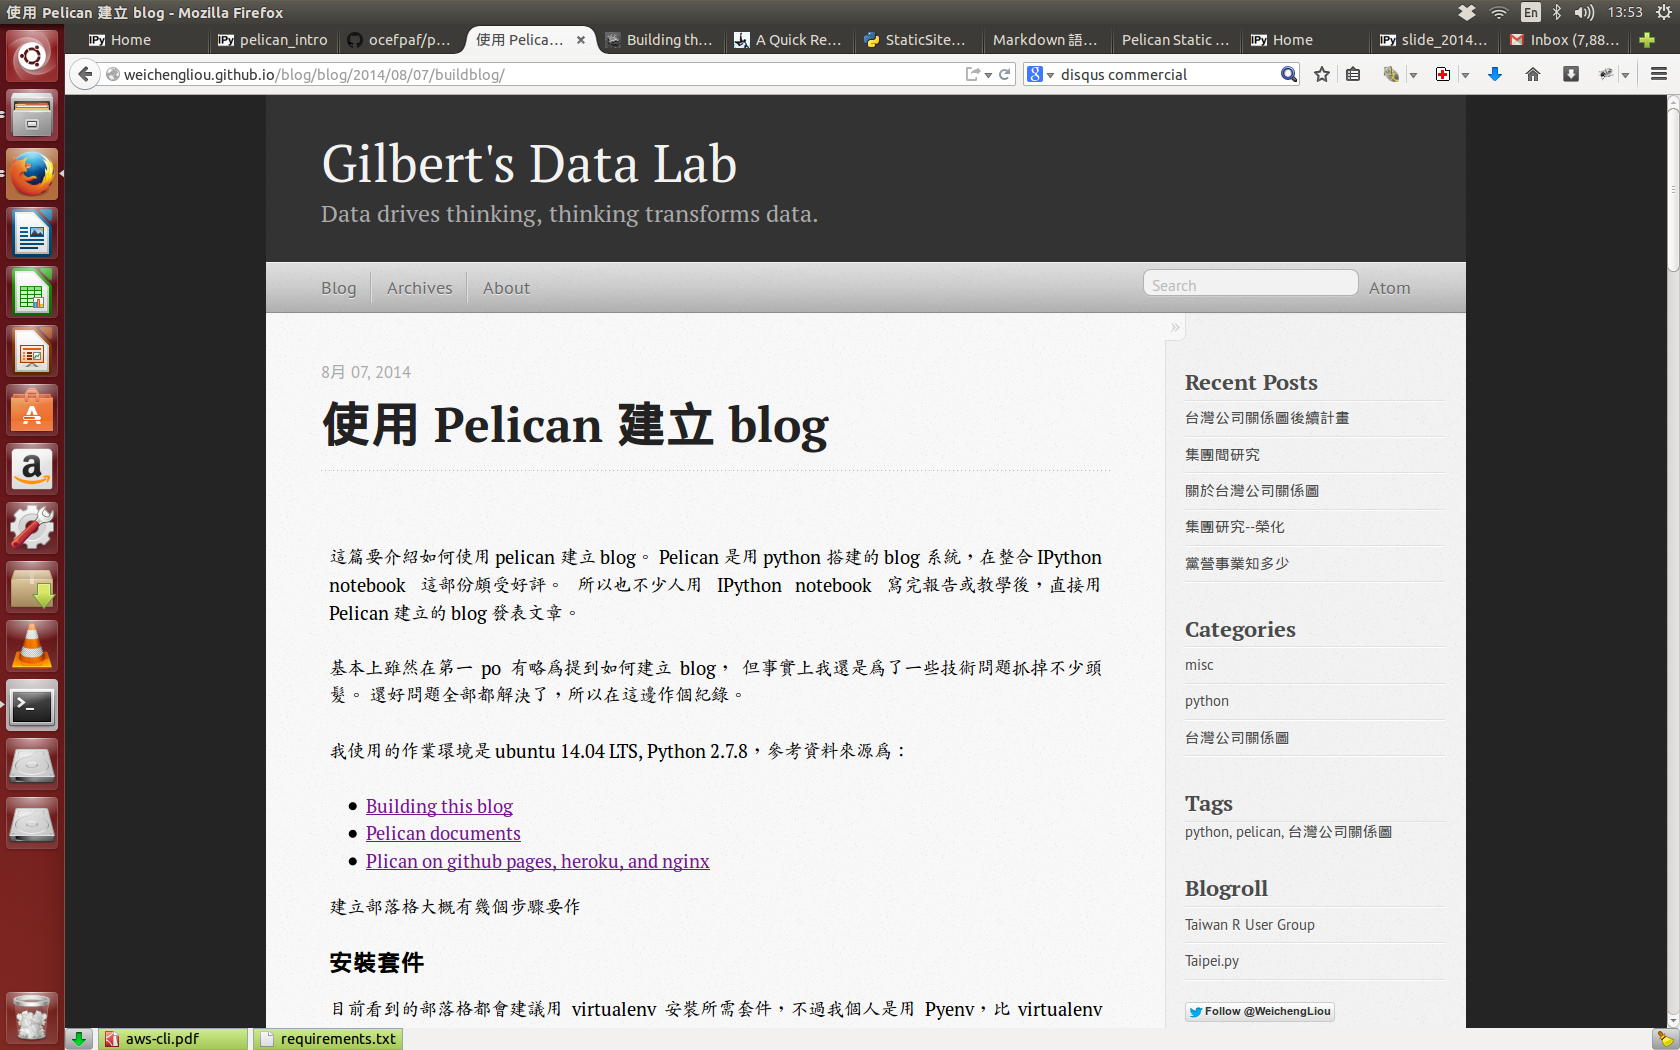 使用 Pelican 建立 blog - Mozilla Firefox
En
13:53
IPy Home
IPy pelican_intro
ocefpaf/p...
使用 Pelica...
Building th...
A Quick Re...
StaticSite...
Markdown 語...
Pelican Static ...
IPy Home
IPy slide_2014...
Inbox (7,88...
weichengliou.github.io/blog/blog/2014/08/07/buildblog/
disqus commercial
Gilbert's Data Lab
Data drives thinking, thinking transforms data.
Blog
Archives
About
Search
Atom
8月 07, 2014
使用 Pelican 建立 blog
這篇要介紹如何使用 pelican 建立 blog。 Pelican 是用 python 搭建的 blog 系統,在整合 IPython
notebook 這部份頗受好評。 所以也不少人用 IPython notebook 寫完報告或教學後,直接用
Pelican 建立的 blog 發表文章。
基本上雖然在第一 po 有略為提到如何建立 blog, 但事實上我還是為了一些技術問題抓掉不少頭
髮。 還好問題全部都解決了,所以在這邊作個紀錄。
我使用的作業環境是 ubuntu 14.04 LTS, Python 2.7.8,參考資料來源為:
Building this blog
Pelican documents
Plican on github pages, heroku, and nginx
建立部落格大概有幾個步驟要作
安裝套件
目前看到的部落格都會建議用 virtualenv 安裝所需套件,不過我個人是用 Pyenv,比 virtualenv
»
Recent Posts
台灣公司關係圖後續計畫
集團間研究
關於台灣公司關係圖
集團研究--榮化
黨營事業知多少
Categories
misc
python
台灣公司關係圖
Tags
python, pelican, 台灣公司關係圖
Blogroll
Taiwan R User Group
Taipei.py
Follow @WeichengLiou
aws-cli.pdf
requirements.txt